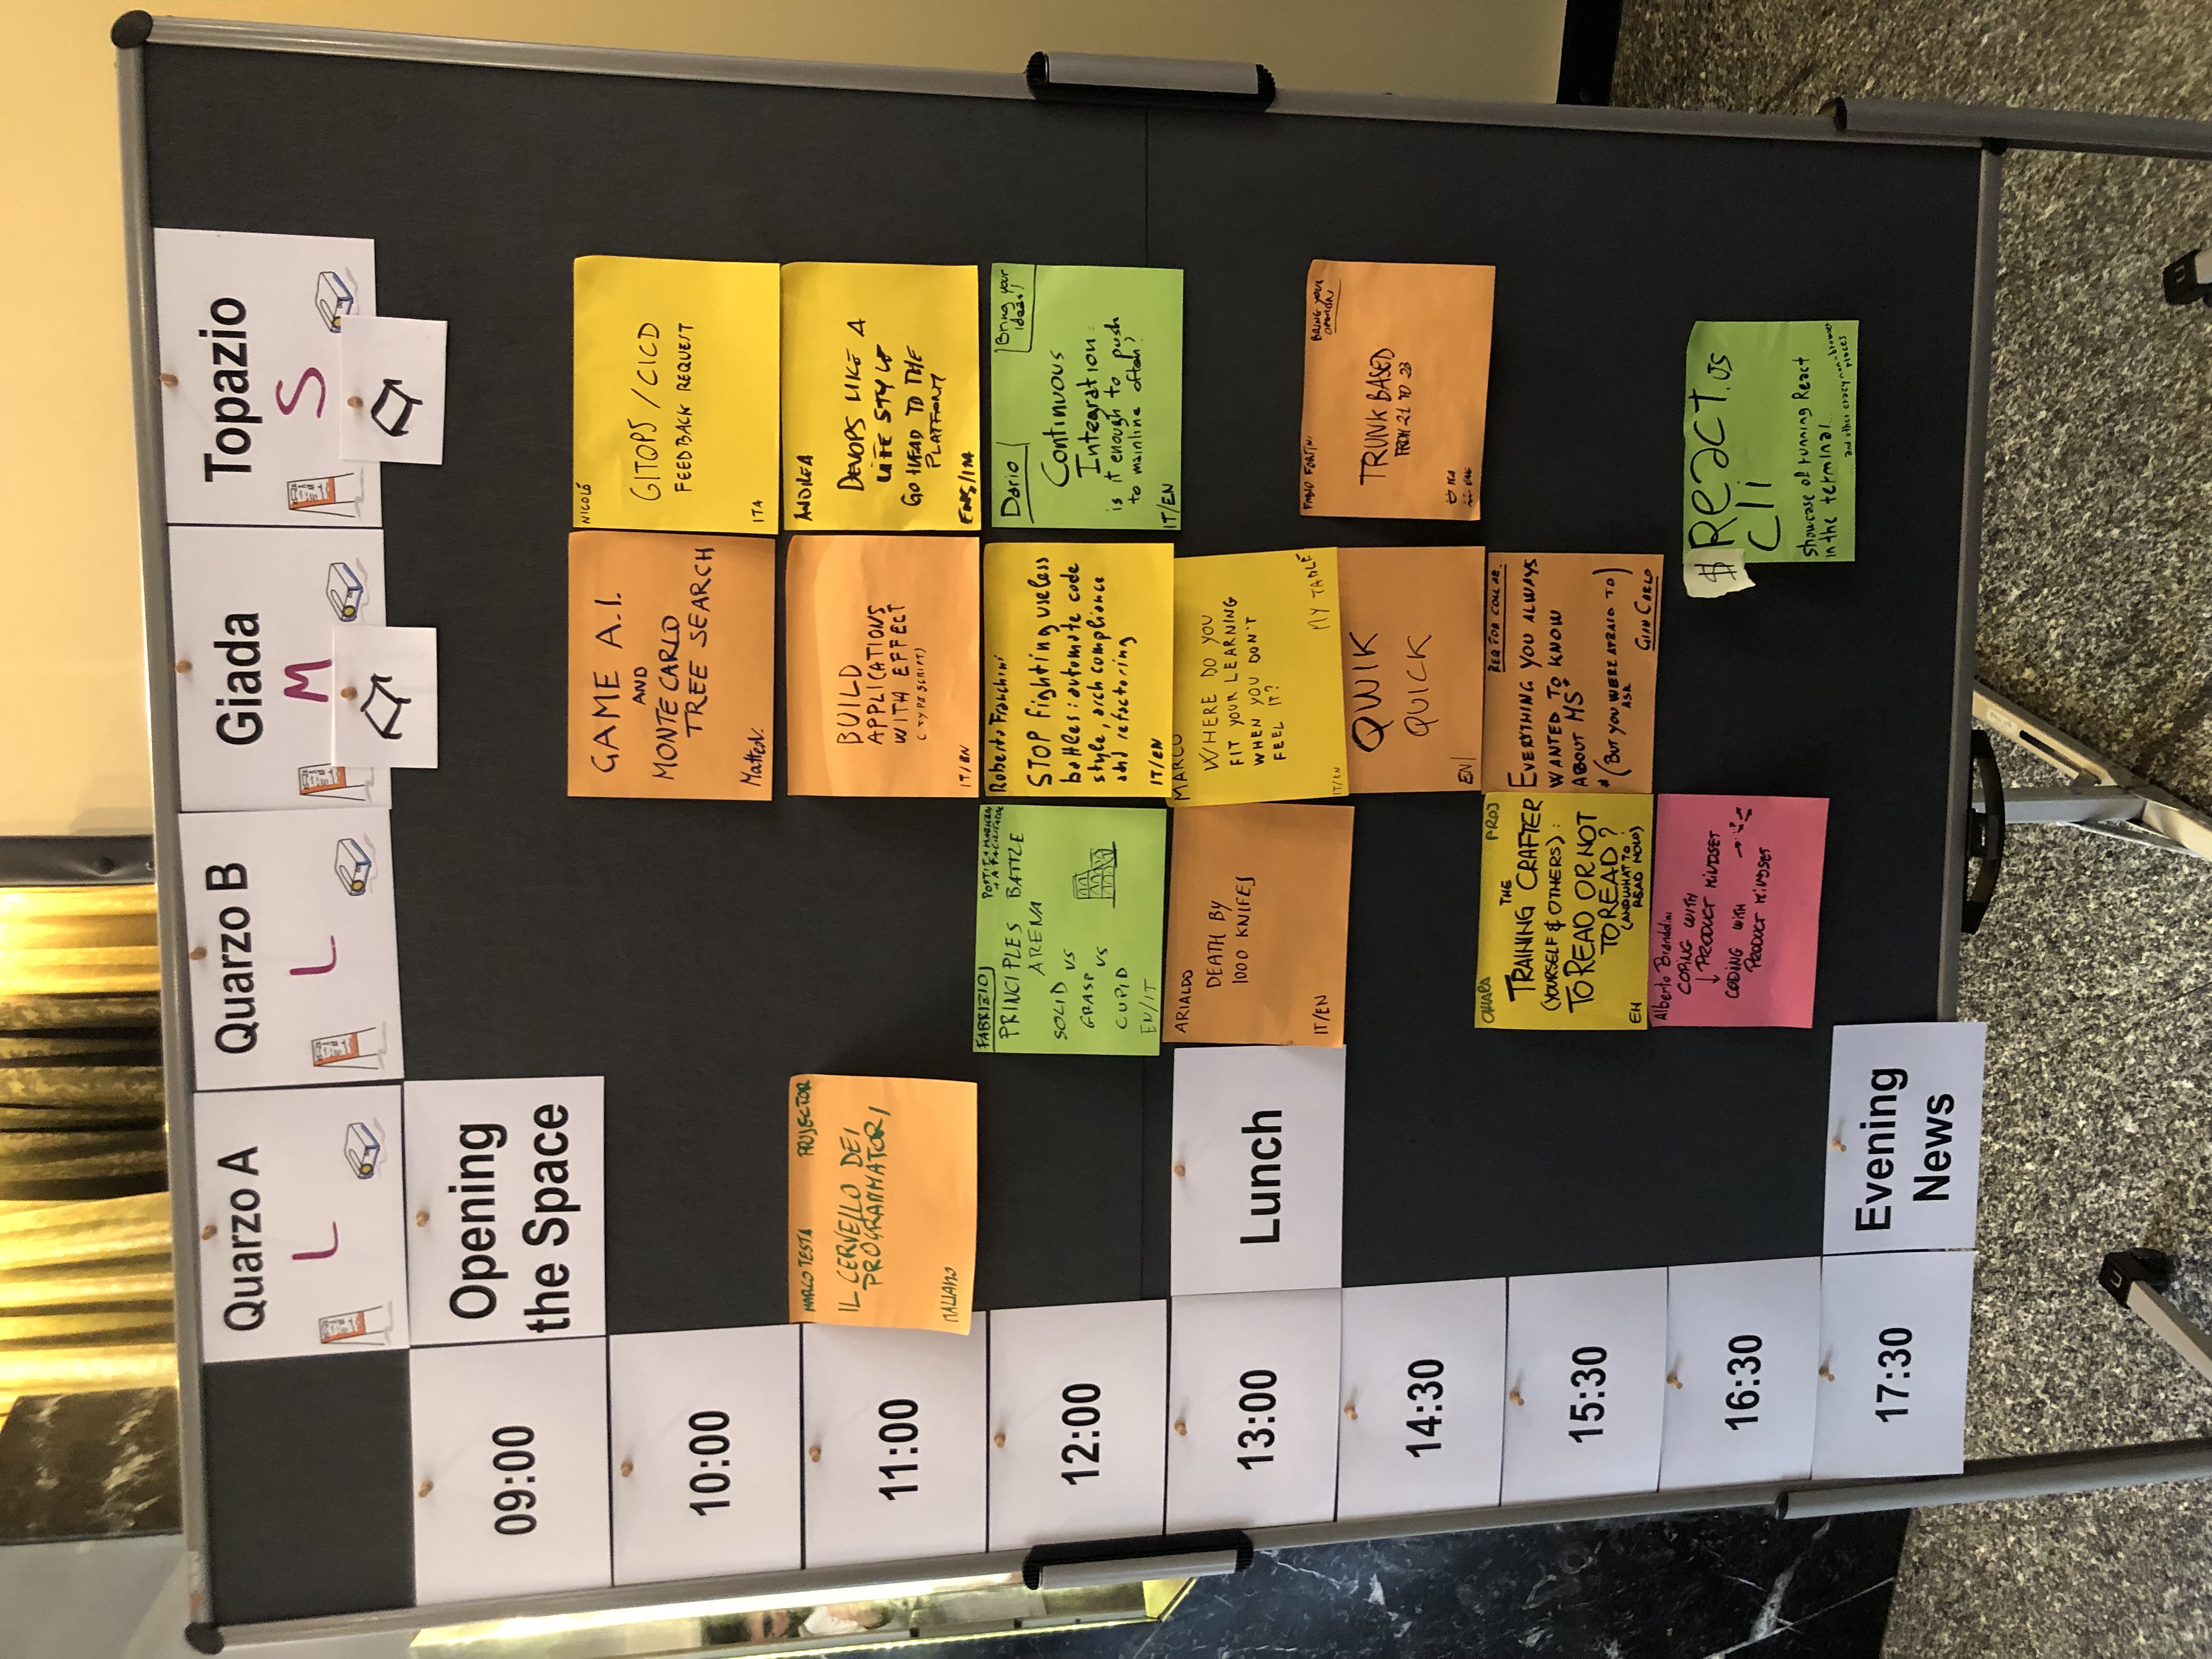 Quarzo A
L
Quarzo B
L
Giada
M
Topazio
S
09:00
Opening
the Space
10:00
GAME A.I.
AND
MONTE CARLO
TREE SEARCH
MatteoV.
NICOLÓ
GITOPS / CICD
FEEDBACK REQUEST
ITA
11:00
MARCO TESTA
PROJECTOR
IL CERVELLO DEI
PROGRAMMATORI
ITALIANO
BUILD
APPLICATIONS
WITH EFFECT
(TYPESCRIPT)
IT/EN
ANDREA
DEVOPS LIKE A
LIFE STYLE
GO HEAD TO THE
PLATFORM
ENG/ITA
12:00
FABRIZIO
POSTIT + MARKERS
+ A FACILITATOR
PRINCIPLES BATTLE
ARENA
SOLID
VS
GRASP
VS
CUPID
EN/IT
Roberto Franchini
STOP fighting useless
battles: automate code
style, arch compliance
and refactoring
IT/EN
Dario
Bring your
ideas!
Continuous
Integration:
is it enough to push
to mainline often?
IT/EN
13:00
Lunch
ARIALDO
DEATH BY
1000 KNIFES
IT/EN
MARCO
WHERE DO YOU
FIT YOUR LEARNING
WHEN YOU DON'T
FEEL IT?
MY TABLE
IT/EN
14:30
QWIK
QUICK
EN
FABIO FORTINI
BRING YOUR
OPINION
TRUNK BASED
FROM 21 TO 23
ITA
ENG
15:30
CHIARA
PROJ
THE
TRAINING CRAFTER
(YOURSELF & OTHERS):
TO READ OR NOT
TO READ?
(AND WHAT TO
READ NOW)
EN
REQ FOR COLLAB.
EVERYTHING YOU ALWAYS
WANTED TO KNOW
ABOUT MS*
*(BUT YOU WERE AFRAID TO)
ASK
GIAN CARLO
16:30
Alberto Brandolini
COPING WITH
PRODUCT MINDSET
CODING WITH
PRODUCT MINDSET
$ React.JS
cli
showcase of running React
in the terminal
...and other crazy non-browser
places
17:30
Evening
News